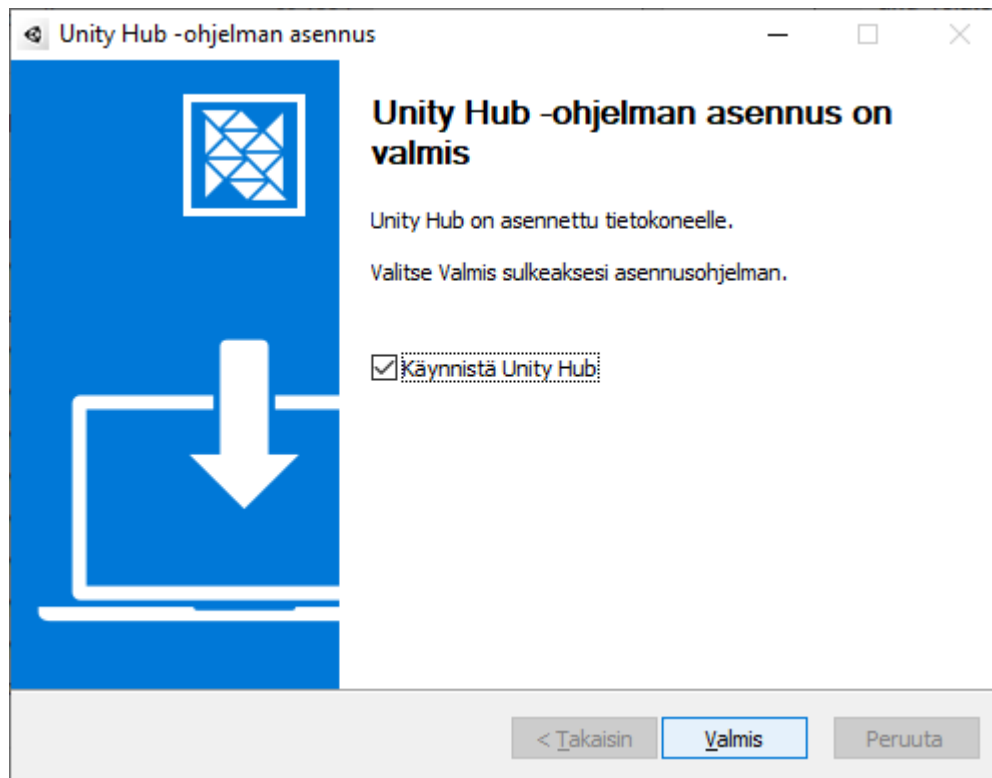 Unity Hub -ohjelman asennus
Unity Hub -ohjelman asennus on
valmis
Unity Hub on asennettu tietokoneelle.
Valitse Valmis sulkeaksesi asennusohjelman.
Käynnistä Unity Hub
< Takaisin
Valmis
Peruuta